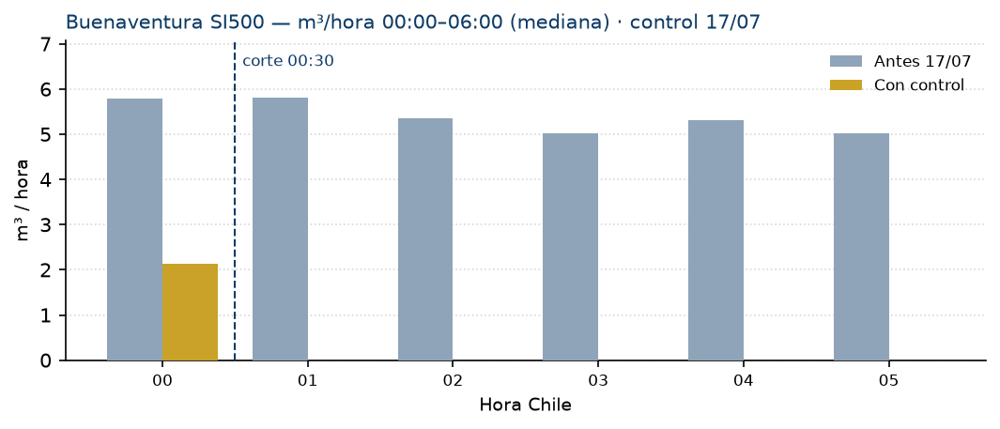 Buenaventura SI500 — m³/hora 00:00–06:00 (mediana) · control 17/07
corte 00:30
Antes 17/07
Con control
m³ / hora
7
6
5
4
3
2
1
0
00 01 02 03 04 05
Hora Chile